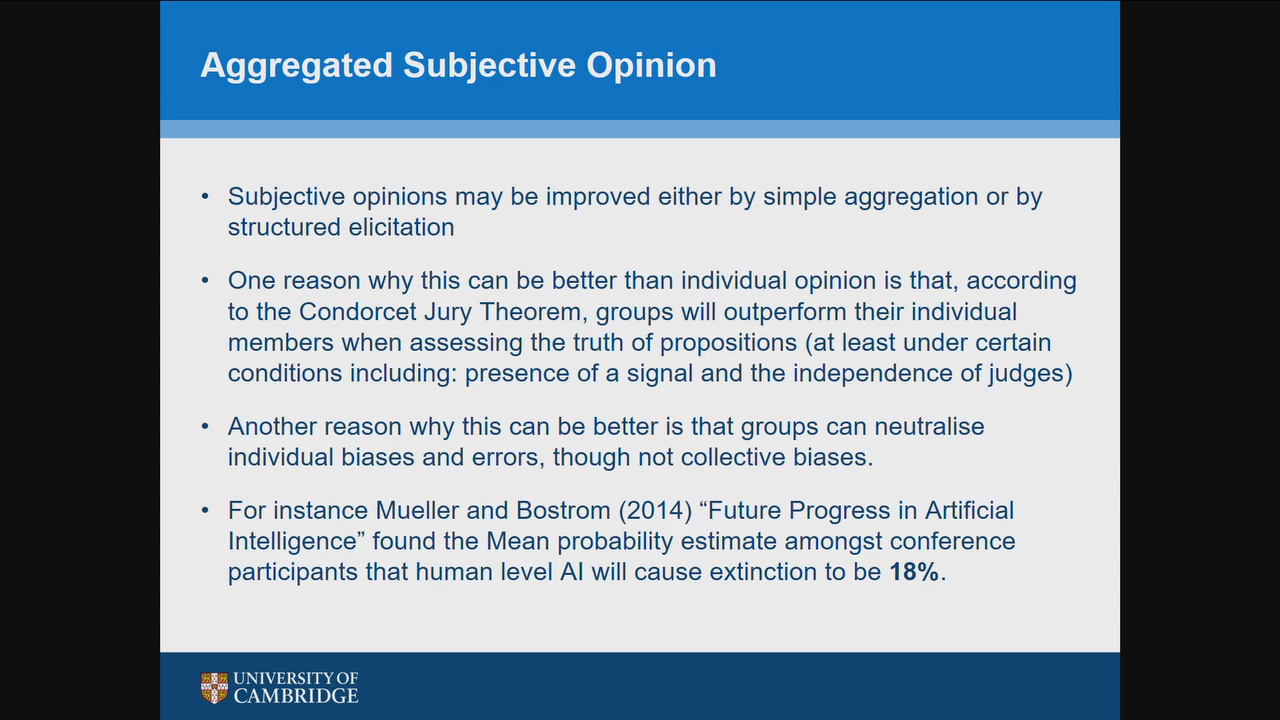 Aggregated Subjective Opinion
• Subjective opinions may be improved either by simple aggregation or by
structured elicitation
• One reason why this can be better than individual opinion is that, according
to the Condorcet Jury Theorem, groups will outperform their individual
members when assessing the truth of propositions (at least under certain
conditions including: presence of a signal and the independence of judges)
• Another reason why this can be better is that groups can neutralise
individual biases and errors, though not collective biases.
• For instance Mueller and Bostrom (2014) “Future Progress in Artificial
Intelligence” found the Mean probability estimate amongst conference
participants that human level AI will cause extinction to be 18%.
UNIVERSITY OF
CAMBRIDGE